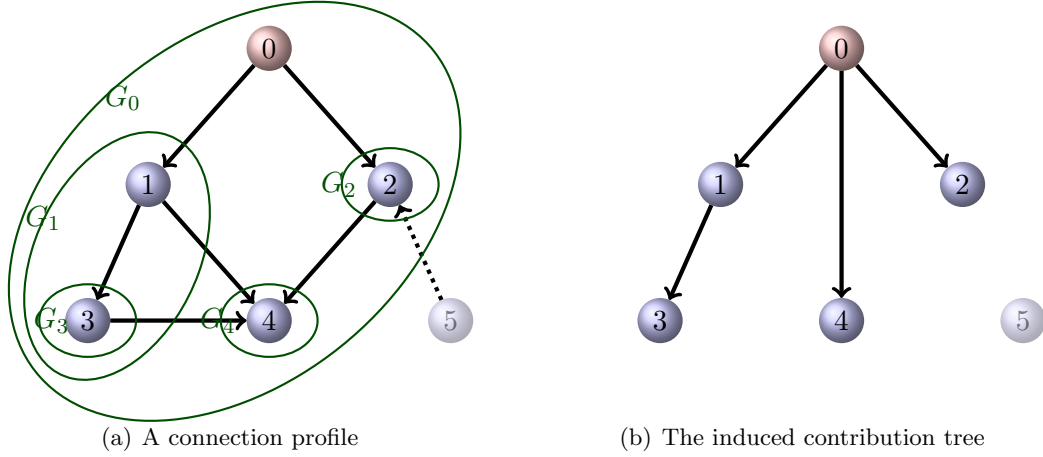 0
0
G₀
1
G₂
2
1
2
G₁
G₃
3
G₄
4
5
3
4
5
(a) A connection profile
(b) The induced contribution tree